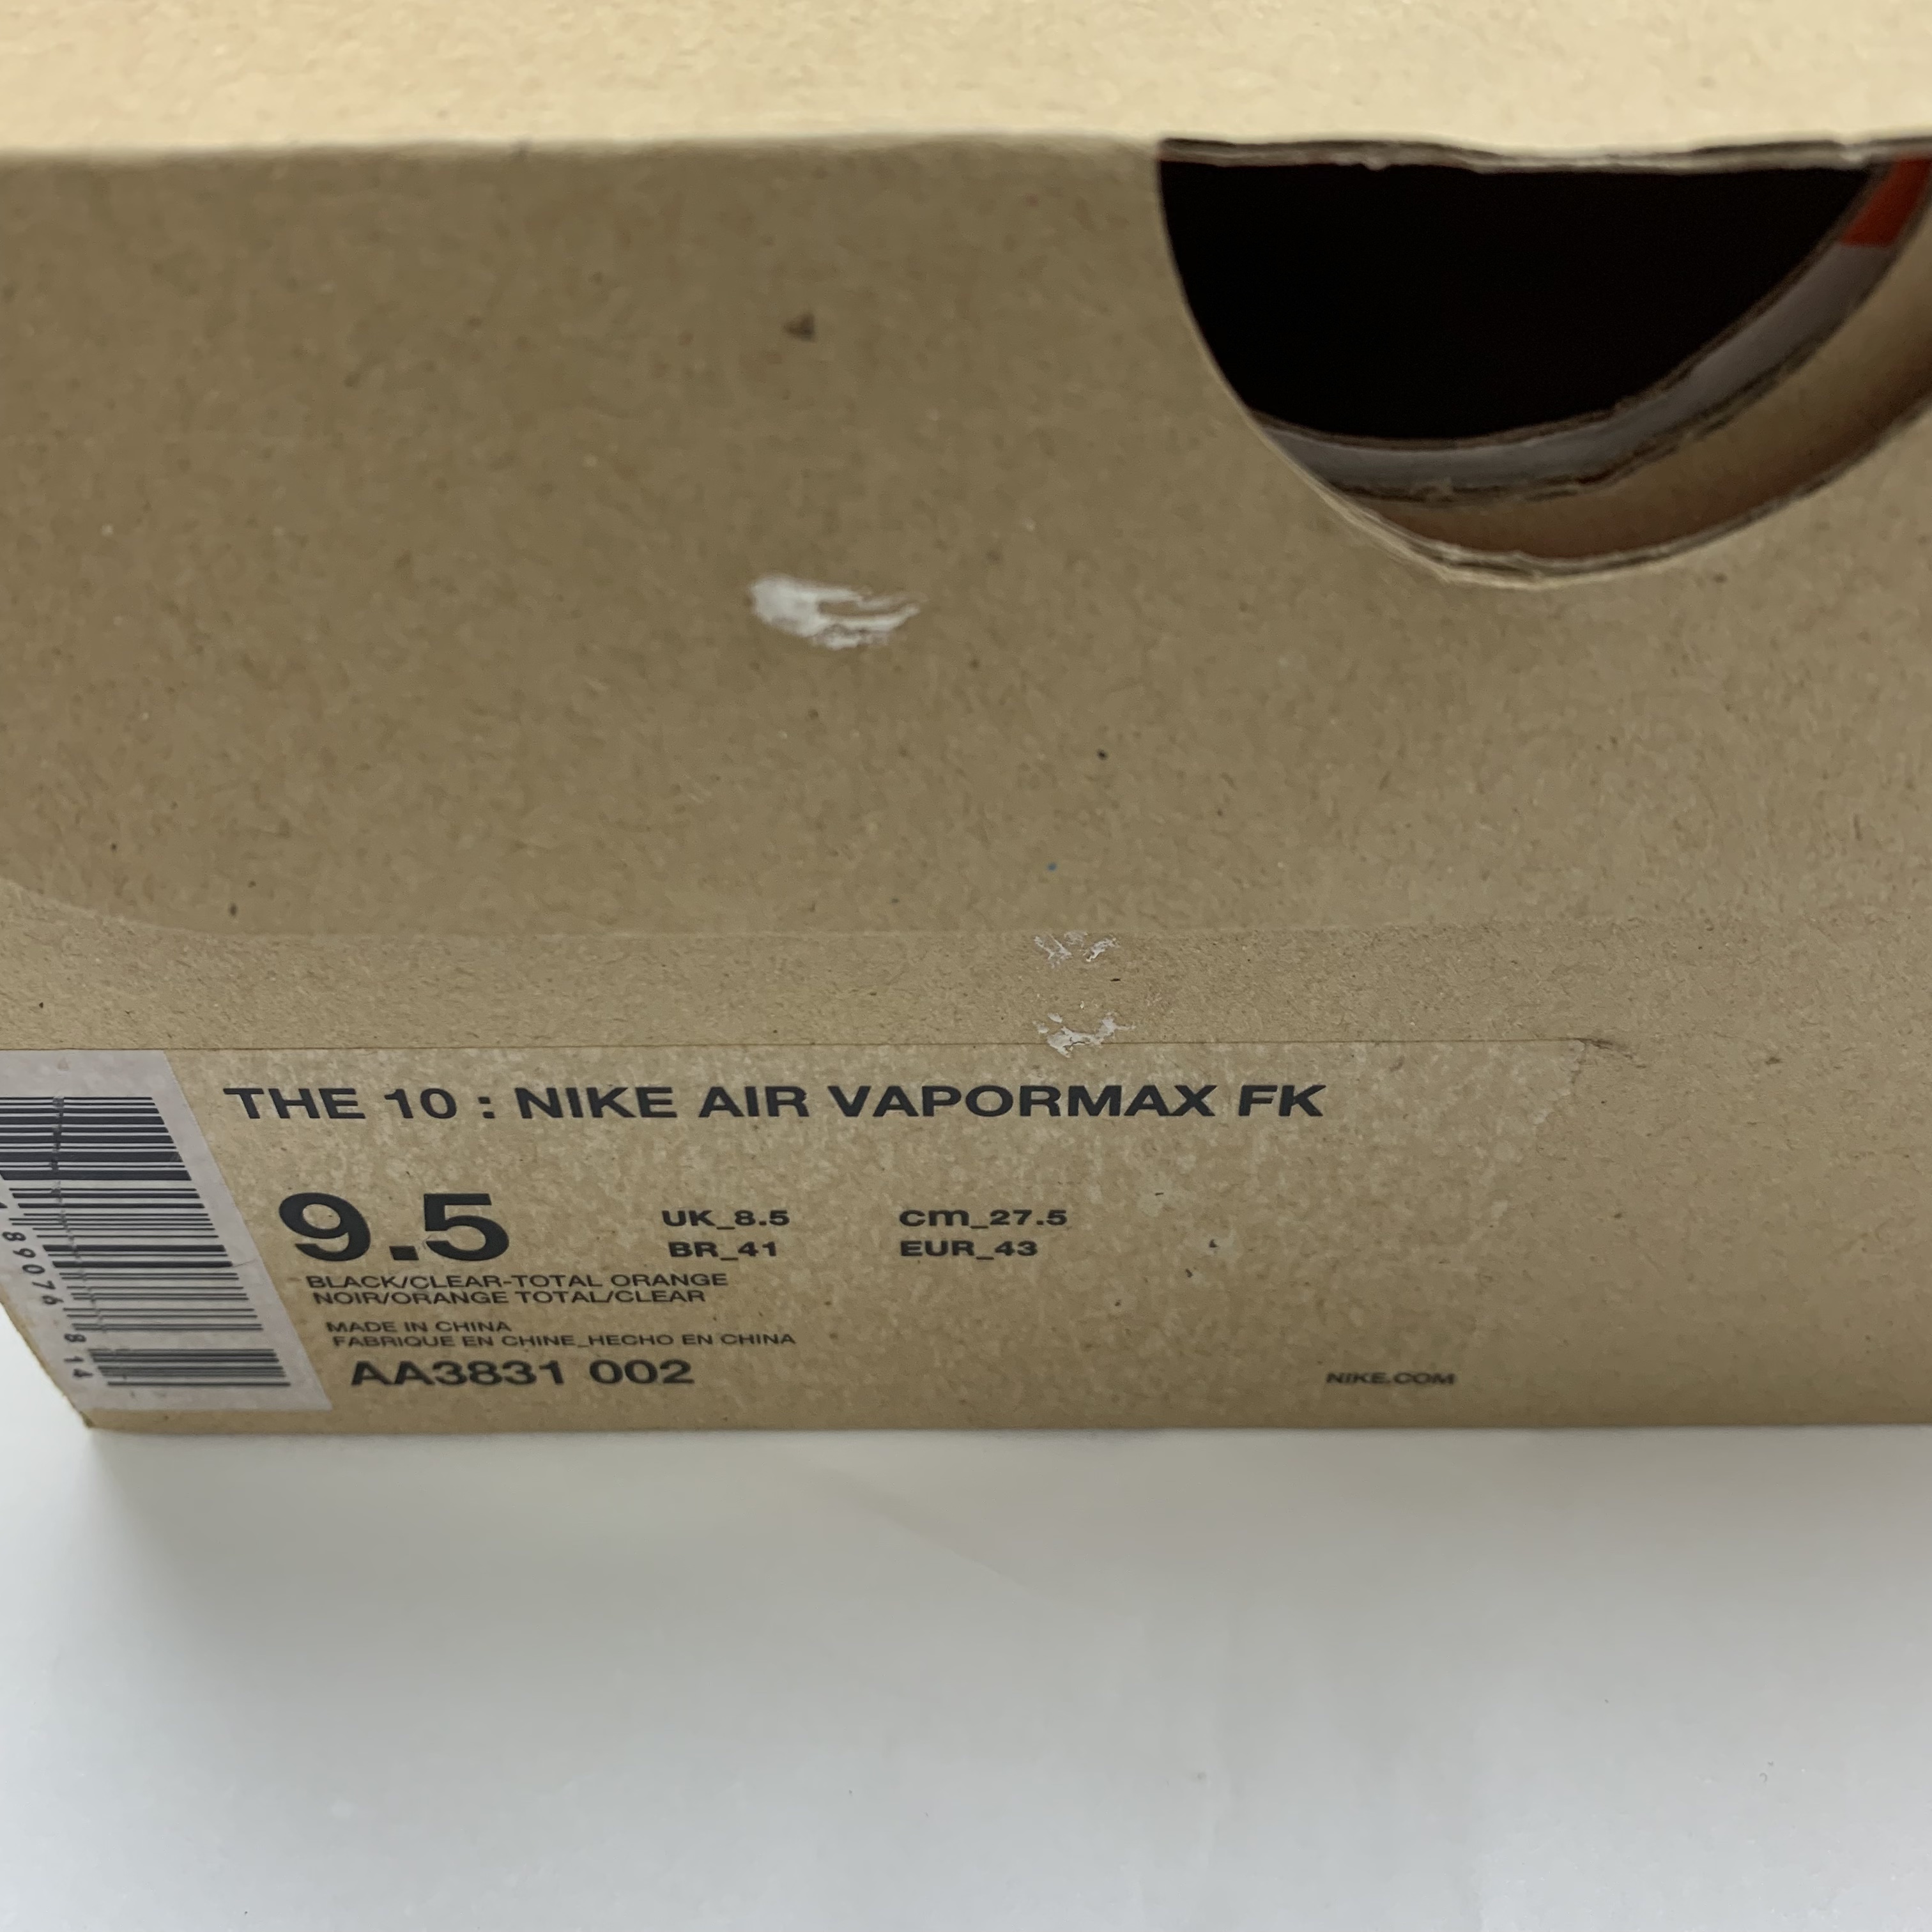 THE 10 : NIKE AIR VAPORMAX FK
9.5
UK_8.5 cm_27.5
BR_41 EUR_43
BLACK/CLEAR-TOTAL ORANGE
NOIR/ORANGE TOTAL/CLEAR
MADE IN CHINA
FABRIQUE EN CHINE_HECHO EN CHINA
AA3831 002
NIKE.COM